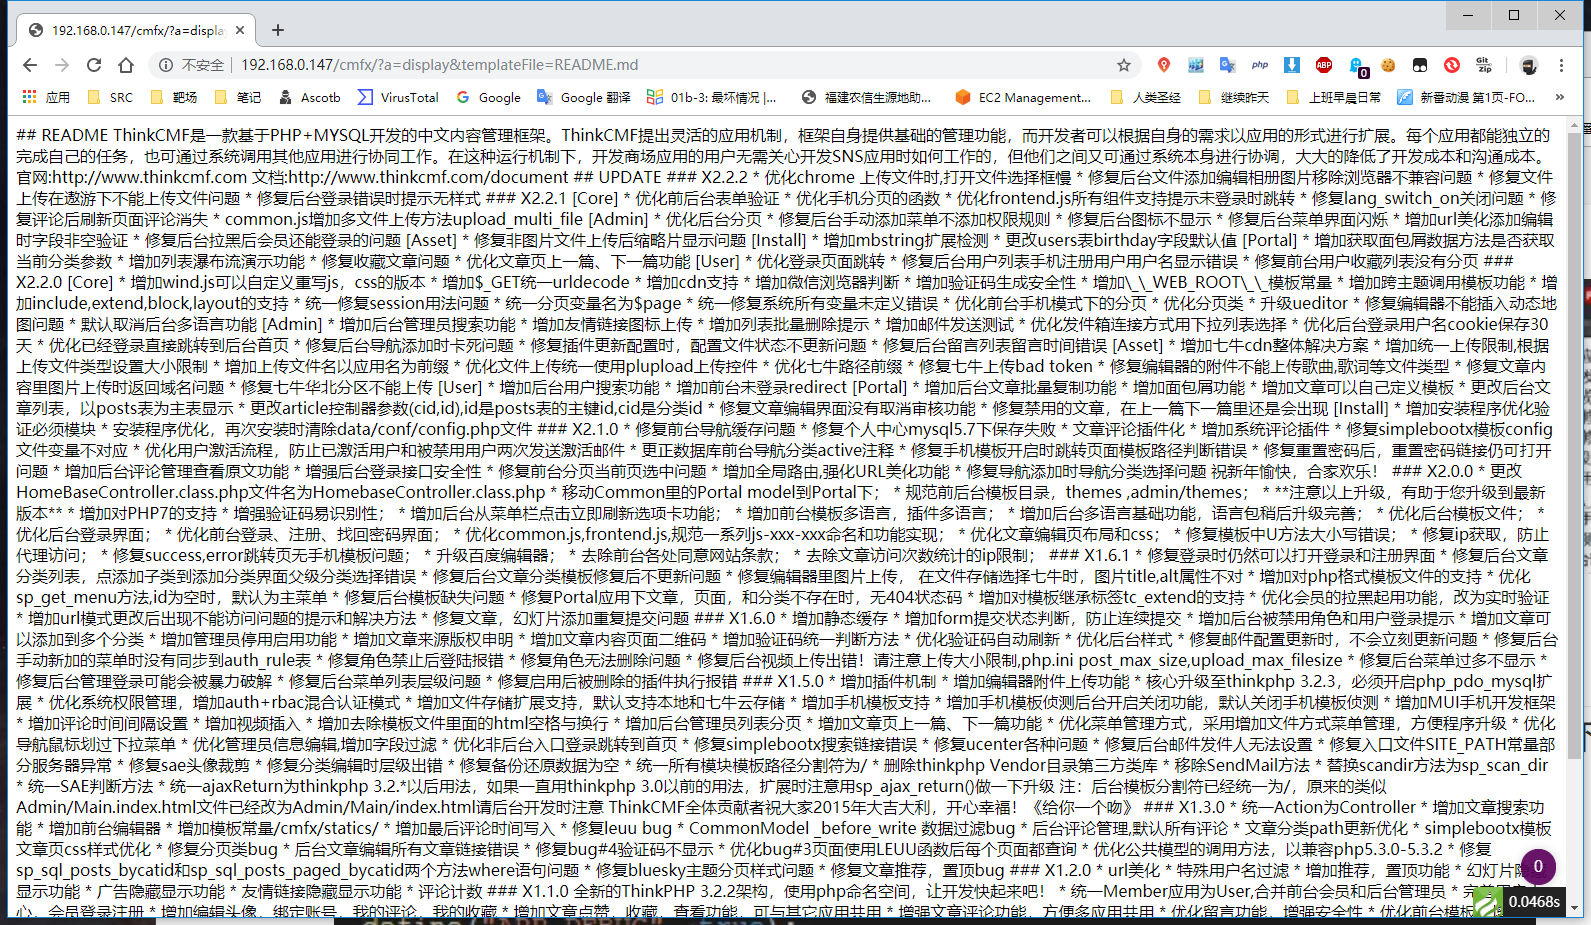 192.168.0.147/cmfx/?a=displa
不安全 | 192.168.0.147/cmfx/?a=display&templateFile=README.md
php ABP 0 Git Zip
应用 SRC 靶场 笔记 Ascotb VirusTotal Google Google 翻译 01b-3: 最坏情况 |... 福建农信生源地助... EC2 Management... 人类圣经 继续昨天 上班早晨日常 新番动漫 第1页-FO... »
## README ThinkCMF是一款基于PHP+MYSQL开发的中文内容管理框架。ThinkCMF提出灵活的应用机制，框架自身提供基础的管理功能，而开发者可以根据自身的需求以应用的形式进行扩展。每个应用都能独立的
完成自己的任务，也可通过系统调用其他应用进行协同工作。在这种运行机制下，开发商场应用的用户无需关心开发SNS应用时如何工作的，但他们之间又可通过系统本身进行协调，大大的降低了开发成本和沟通成本。
官网:http://www.thinkcmf.com 文档:http://www.thinkcmf.com/document ## UPDATE ### X2.2.2 * 优化chrome 上传文件时,打开文件选择框慢 * 修复后台文件添加编辑相册图片移除浏览器不兼容问题 * 修复文件
上传在遨游下不能上传文件问题 * 修复后台登录错误时提示无样式 ### X2.2.1 [Core] * 优化前后台表单验证 * 优化手机分页的函数 * 优化frontend.js所有组件支持提示未登录时跳转 * 修复lang_switch_on关闭问题 * 修
复评论后刷新页面评论消失 * common.js增加多文件上传方法upload_multi_file [Admin] * 优化后台分页 * 修复后台手动添加菜单不添加权限规则 * 修复后台图标不显示 * 修复后台菜单界面闪烁 * 增加url美化添加编辑
时字段非空验证 * 修复后台拉黑后会员还能登录的问题 [Asset] * 修复非图片文件上传后缩略片显示问题 [Install] * 增加mbstring扩展检测 * 更改users表birthday字段默认值 [Portal] * 增加获取面包屑数据方法是否获取
当前分类参数 * 增加列表瀑布流演示功能 * 修复收藏文章问题 * 优化文章页上一篇、下一篇功能 [User] * 优化登录页面跳转 * 修复后台用户列表手机注册用户用户名显示错误 * 修复前台用户收藏列表没有分页 ###
X2.2.0 [Core] * 增加wind.js可以自定义重写js，css的版本 * 增加$_GET统一urldecode * 增加cdn支持 * 增加微信浏览器判断 * 增加验证码生成安全性 * 增加\_\_WEB_ROOT\_\_模板常量 * 增加跨主题调用模板功能 * 增
加include,extend,block,layout的支持 * 统一修复session用法问题 * 统一分页变量名为$page * 统一修复系统所有变量未定义错误 * 优化前台手机模式下的分页 * 优化分页类 * 升级ueditor * 修复编辑器不能插入动态地
图问题 * 默认取消后台多语言功能 [Admin] * 增加后台管理员搜索功能 * 增加友情链接图标上传 * 增加列表批量删除提示 * 增加邮件发送测试 * 优化发件箱连接方式用下拉列表选择 * 优化后台登录用户名cookie保存30
天 * 优化已经登录直接跳转到后台首页 * 修复后台导航添加时卡死问题 * 修复插件更新配置时，配置文件状态不更新问题 * 修复后台留言列表留言时间错误 [Asset] * 增加七牛cdn整体解决方案 * 增加统一上传限制,根据
上传文件类型设置大小限制 * 增加上传文件名以应用名为前缀 * 优化文件上传统一使用plupload上传控件 * 优化七牛路径前缀 * 修复七牛上传bad token * 修复编辑器的附件不能上传歌曲,歌词等文件类型 * 修复文章内
容里图片上传时返回域名问题 * 修复七牛华北分区不能上传 [User] * 增加后台用户搜索功能 * 增加前台未登录redirect [Portal] * 增加后台文章批量复制功能 * 增加面包屑功能 * 增加文章可以自己定义模板 * 更改后台文
章列表，以posts表为主表显示 * 更改article控制器参数(cid,id),id是posts表的主键id,cid是分类id * 修复文章编辑界面没有取消审核功能 * 修复禁用的文章，在上一篇下一篇里还是会出现 [Install] * 增加安装程序优化验
证必须模块 * 安装程序优化，再次安装时清除data/conf/config.php文件 ### X2.1.0 * 修复前台导航缓存问题 * 修复个人中心mysql5.7下保存失败 * 文章评论插件化 * 增加系统评论插件 * 修复simplebootx模板config
文件变量不对应 * 优化用户激活流程，防止已激活用户和被禁用用户两次发送激活邮件 * 更正数据库前台导航分类active注释 * 修复手机模板开启时跳转页面模板路径判断错误 * 修复重置密码后，重置密码链接仍可打开
问题 * 增加后台评论管理查看原文功能 * 增强后台登录接口安全性 * 修复前台分页当前页选中问题 * 增加全局路由,强化URL美化功能 * 修复导航添加时导航分类选择问题 祝新年愉快，合家欢乐！ ### X2.0.0 * 更改
HomeBaseController.class.php文件名为HomebaseController.class.php * 移动Common里的Portal model到Portal下； * 规范前后台模板目录，themes ,admin/themes； * **注意以上升级，有助于您升级到最新
版本** * 增加对PHP7的支持 * 增强验证码易识别性； * 增加后台从菜单栏点击立即刷新选项卡功能； * 增加前台模板多语言，插件多语言； * 增加后台多语言基础功能，语言包稍后升级完善； * 优化后台模板文件； *
优化后台登录界面； * 优化前台登录、注册、找回密码界面； * 优化common.js,frontend.js,规范一系列js-xxx-xxx命名和功能实现； * 优化文章编辑页布局和css； * 修复模板中U方法大小写错误； * 修复ip获取，防止
代理访问； * 修复success,error跳转页无手机模板问题； * 升级百度编辑器； * 去除前台各处同意网站条款； * 去除文章访问次数统计的ip限制； ### X1.6.1 * 修复登录时仍然可以打开登录和注册界面 * 修复后台文章
分类列表，点添加子类到添加分类界面父级分类选择错误 * 修复后台文章分类模板修复后不更新问题 * 修复编辑器里图片上传， 在文件存储选择七牛时，图片title,alt属性不对 * 增加对php格式模板文件的支持 * 优化
sp_get_menu方法,id为空时，默认为主菜单 * 修复后台模板缺失问题 * 修复Portal应用下文章，页面，和分类不存在时，无404状态码 * 增加对模板继承标签tc_extend的支持 * 优化会员的拉黑起用功能，改为实时验证
* 增加url模式更改后出现不能访问问题的提示和解决方法 * 修复文章，幻灯片添加重复提交问题 ### X1.6.0 * 增加静态缓存 * 增加form提交状态判断，防止连续提交 * 增加后台被禁用角色和用户登录提示 * 增加文章可
以添加到多个分类 * 增加管理员停用启用功能 * 增加文章来源版权申明 * 增加文章内容页面二维码 * 增加验证码统一判断方法 * 优化验证码自动刷新 * 优化后台样式 * 修复邮件配置更新时，不会立刻更新问题 * 修复后台
手动新加的菜单时没有同步到auth_rule表 * 修复角色禁止后登陆报错 * 修复角色无法删除问题 * 修复后台视频上传出错！请注意上传大小限制,php.ini post_max_size,upload_max_filesize * 修复后台菜单过多不显示 *
修复后台管理登录可能会被暴力破解 * 修复后台菜单列表层级问题 * 修复启用后被删除的插件执行报错 ### X1.5.0 * 增加插件机制 * 增加编辑器附件上传功能 * 核心升级至thinkphp 3.2.3，必须开启php_pdo_mysql扩
展 * 优化系统权限管理，增加auth+rbac混合认证模式 * 增加文件存储扩展支持，默认支持本地和七牛云存储 * 增加手机模板支持 * 增加手机模板侦测后台开启关闭功能，默认关闭手机模板侦测 * 增加MUI手机开发框架
* 增加评论时间间隔设置 * 增加视频插入 * 增加去除模板文件里面的html空格与换行 * 增加后台管理员列表分页 * 增加文章页上一篇、下一篇功能 * 优化菜单管理方式，采用增加文件方式菜单管理，方便程序升级 * 优化
导航鼠标划过下拉菜单 * 优化管理员信息编辑,增加字段过滤 * 优化非后台入口登录跳转到首页 * 修复simplebootx搜索链接错误 * 修复ucenter各种问题 * 修复后台邮件发件人无法设置 * 修复入口文件SITE_PATH常量部
分服务器异常 * 修复sae头像裁剪 * 修复分类编辑时层级出错 * 修复备份还原数据为空 * 统一所有模块模板路径分割符为/ * 删除thinkphp Vendor目录第三方类库 * 移除SendMail方法 * 替换scandir方法为sp_scan_dir
* 统一SAE判断方法 * 统一ajaxReturn为thinkphp 3.2.*以后用法，如果一直用thinkphp 3.0以前的用法，扩展时注意用sp_ajax_return()做一下升级 注：后台模板分割符已经统一为/，原来的类似
Admin/Main.index.html文件已经改为Admin/Main/index.html请后台开发时注意 ThinkCMF全体贡献者祝大家2015年大吉大利，开心幸福！《给你一个吻》 ### X1.3.0 * 统一Action为Controller * 增加文章搜索功
能 * 增加前台编辑器 * 增加模板常量/cmfx/statics/ * 增加最后评论时间写入 * 修复leuu bug * CommonModel _before_write 数据过滤bug * 后台评论管理,默认所有评论 * 文章分类path更新优化 * simplebootx模板
文章页css样式优化 * 修复分页类bug * 后台文章编辑所有文章链接错误 * 修复bug#4验证码不显示 * 优化bug#3页面使用LEUU函数后每个页面都查询 * 优化公共模型的调用方法，以兼容php5.3.0-5.3.2 * 修复
sp_sql_posts_bycatid和sp_sql_posts_paged_bycatid两个方法where语句问题 * 修复bluesky主题分页样式问题 * 修复文章推荐，置顶bug ### X1.2.0 * url美化 * 特殊用户名过滤 * 增加推荐，置顶功能 * 幻灯片隐
显示功能 * 广告隐藏显示功能 * 友情链接隐藏显示功能 * 评论计数 ### X1.1.0 全新的ThinkPHP 3.2.2架构，使用php命名空间，让开发快起来吧！ * 统一Member应用为User,合并前台会员和后台管理员 *
心，会员登录注册 * 增加编辑头像，绑定账号，我的评论，我的收藏 * 增加文章点赞，收藏，查看功能，可与其它应用共用 * 增强文章评论功能，方便多应用共用 * 优化留言功能，增强安全性 * 优化前台模板
0
0.0468s